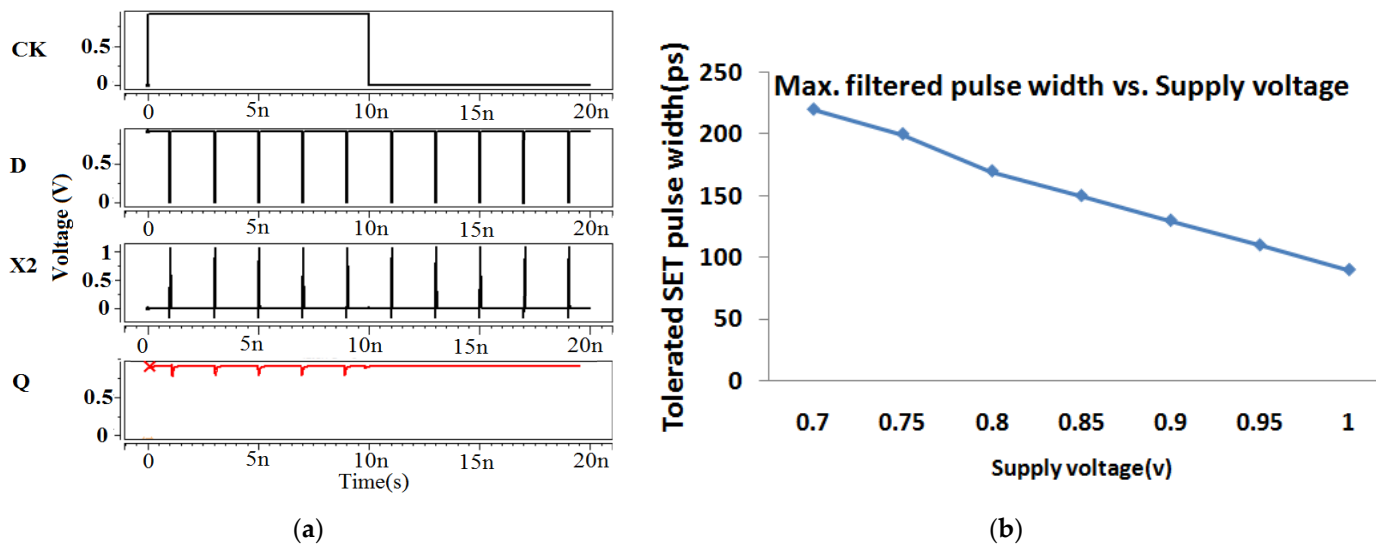 CK
0.5
0
0 5n 10n 15n 20n
D
0.5
0
0 5n 10n 15n 20n
X2
1
0.5
0
0 5n 10n 15n 20n
Q
0.5
0
0 5n 10n 15n 20n
Voltage (V)
Time(s)
(a)
Max. filtered pulse width vs. Supply voltage
Tolerated SET pulse width(ps)
250
200
150
100
50
0
0.7 0.75 0.8 0.85 0.9 0.95 1
Supply voltage(v)
(b)